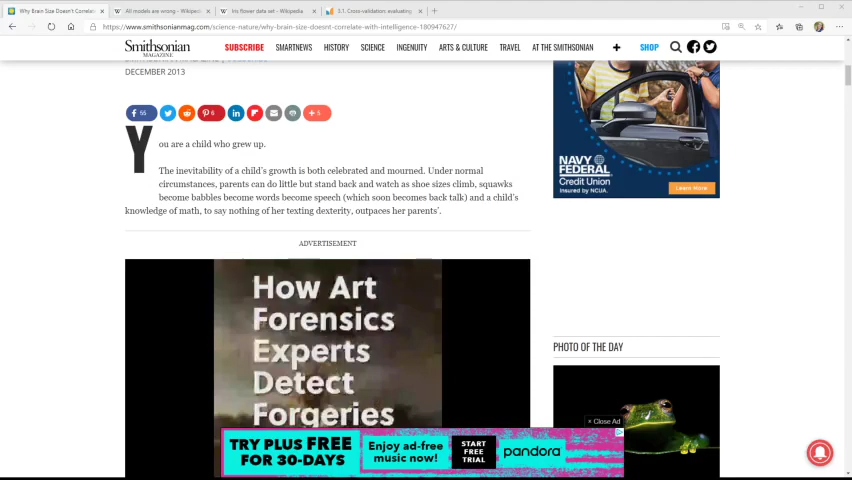 Why Brain Size Doesn't Correlate
All models are wrong - Wikipedia
Iris flower data set - Wikipedia
3.1. Cross-validation: evaluating
https://www.smithsonianmag.com/science-nature/why-brain-size-doesnt-correlate-with-intelligence-180947627/
Smithsonian
MAGAZINE
SUBSCRIBE SMARTNEWS HISTORY SCIENCE INGENUITY ARTS & CULTURE TRAVEL AT THE SMITHSONIAN SHOP
DECEMBER 2013
55
6
+ 5
You are a child who grew up.
The inevitability of a child's growth is both celebrated and mourned. Under normal
circumstances, parents can do little but stand back and watch as shoe sizes climb, squawks
become babbles become words become speech (which soon becomes back talk) and a child's
knowledge of math, to say nothing of her texting dexterity, outpaces her parents'.
ADVERTISEMENT
How Art
Forensics
Experts
Detect
Forgeries
NAVY
FEDERAL
Credit Union
Insured by NCUA.
Learn More
PHOTO OF THE DAY
× Close Ad
TRY PLUS FREE
FOR 30-DAYS
Enjoy ad-free
music now!
START
FREE
TRIAL
pandora